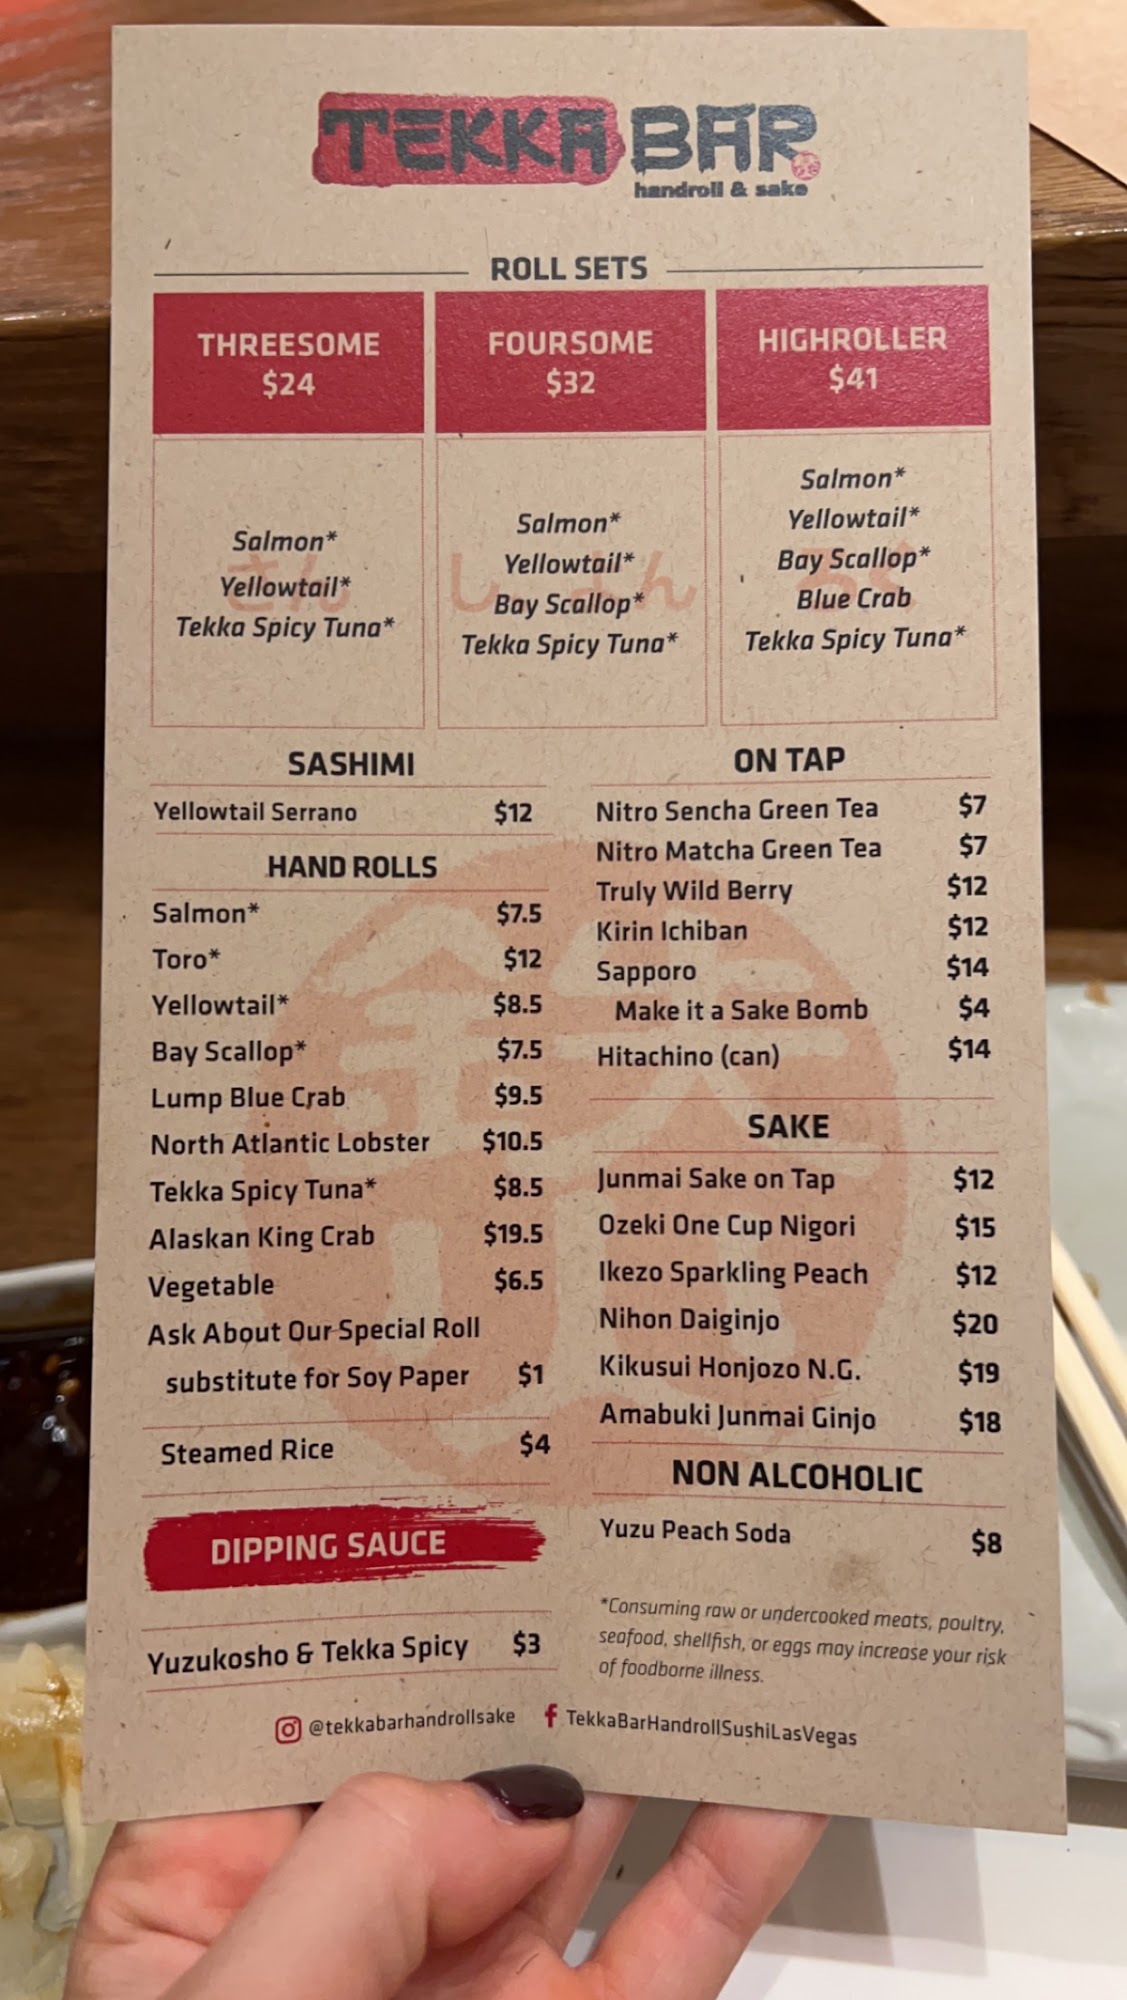 TEKKA BAR
handroll & sake
ROLL SETS
THREESOME
$24
Salmon*
Yellowtail*
Tekka Spicy Tuna*
FOURSOME
$32
Salmon*
Yellowtail*
Bay Scallop*
Tekka Spicy Tuna*
HIGHROLLER
$41
Salmon*
Yellowtail*
Bay Scallop*
Blue Crab
Tekka Spicy Tuna*
SASHIMI
Yellowtail Serrano $12
HAND ROLLS
Salmon* $7.5
Toro* $12
Yellowtail* $8.5
Bay Scallop* $7.5
Lump Blue Crab $9.5
North Atlantic Lobster $10.5
Tekka Spicy Tuna* $8.5
Alaskan King Crab $19.5
Vegetable $6.5
Ask About Our Special Roll
substitute for Soy Paper $1
Steamed Rice $4
DIPPING SAUCE
Yuzukosho & Tekka Spicy $3
ON TAP
Nitro Sencha Green Tea $7
Nitro Matcha Green Tea $7
Truly Wild Berry $12
Kirin Ichiban $12
Sapporo $14
Make it a Sake Bomb $4
Hitachino (can) $14
SAKE
Junmai Sake on Tap $12
Ozeki One Cup Nigori $15
Ikezo Sparkling Peach $12
Nihon Daiginjo $20
Kikusui Honjozo N.G. $19
Amabuki Junmai Ginjo $18
NON ALCOHOLIC
Yuzu Peach Soda $8
*Consuming raw or undercooked meats, poultry,
seafood, shellfish, or eggs may increase your risk
of foodborne illness.
@tekkabarhandrollsake f TekkaBarHandrollSushiLasVegas